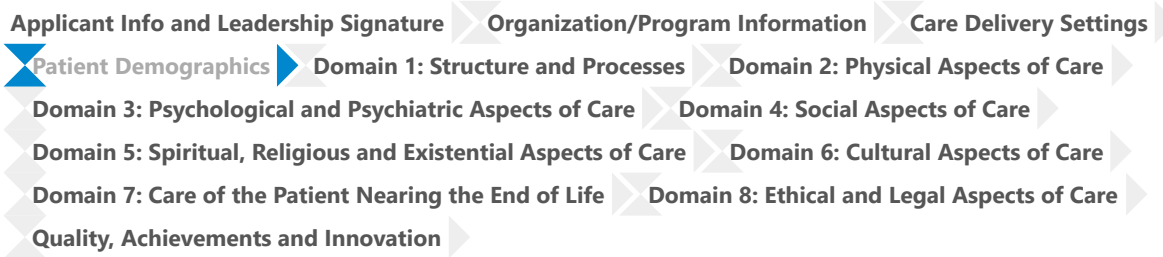 Applicant Info and Leadership Signature Organization/Program Information Care Delivery Settings
Patient Demographics Domain 1: Structure and Processes Domain 2: Physical Aspects of Care
Domain 3: Psychological and Psychiatric Aspects of Care Domain 4: Social Aspects of Care
Domain 5: Spiritual, Religious and Existential Aspects of Care Domain 6: Cultural Aspects of Care
Domain 7: Care of the Patient Nearing the End of Life Domain 8: Ethical and Legal Aspects of Care
Quality, Achievements and Innovation